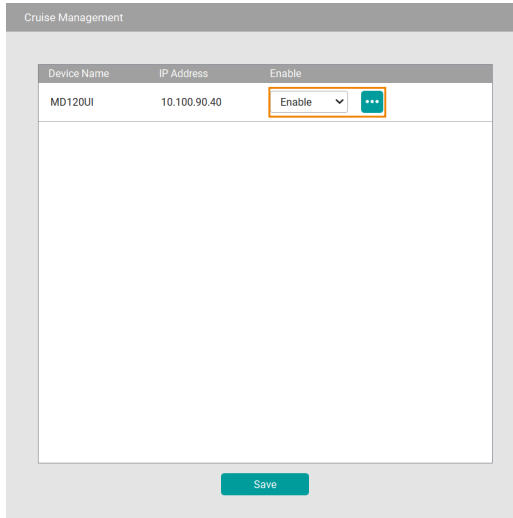 Cruise Management
Device Name IP Address Enable
MD120UI 10.100.90.40 Enable
Save